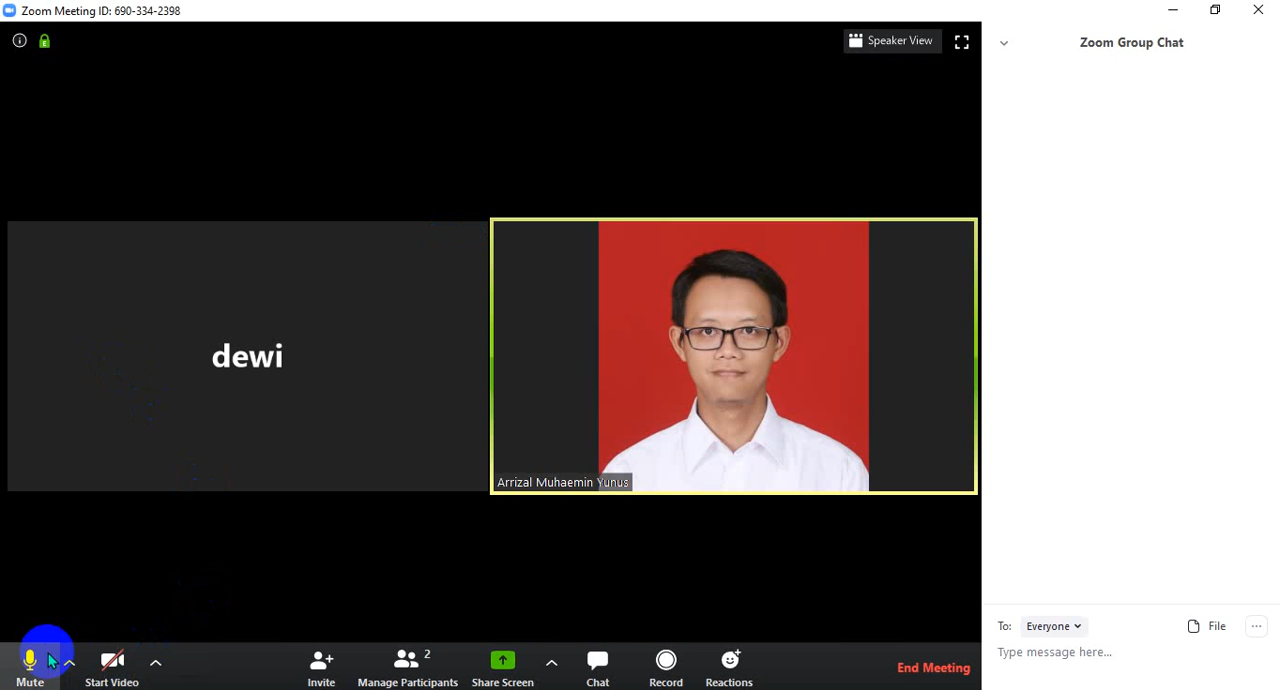 Zoom Meeting ID: 690-334-2398
Speaker View
Zoom Group Chat
dewi
Arrizal Muhaemin Yunus
To: Everyone File
Type message here...
Mute Start Video Invite Manage Participants 2 Share Screen Chat Record Reactions End Meeting